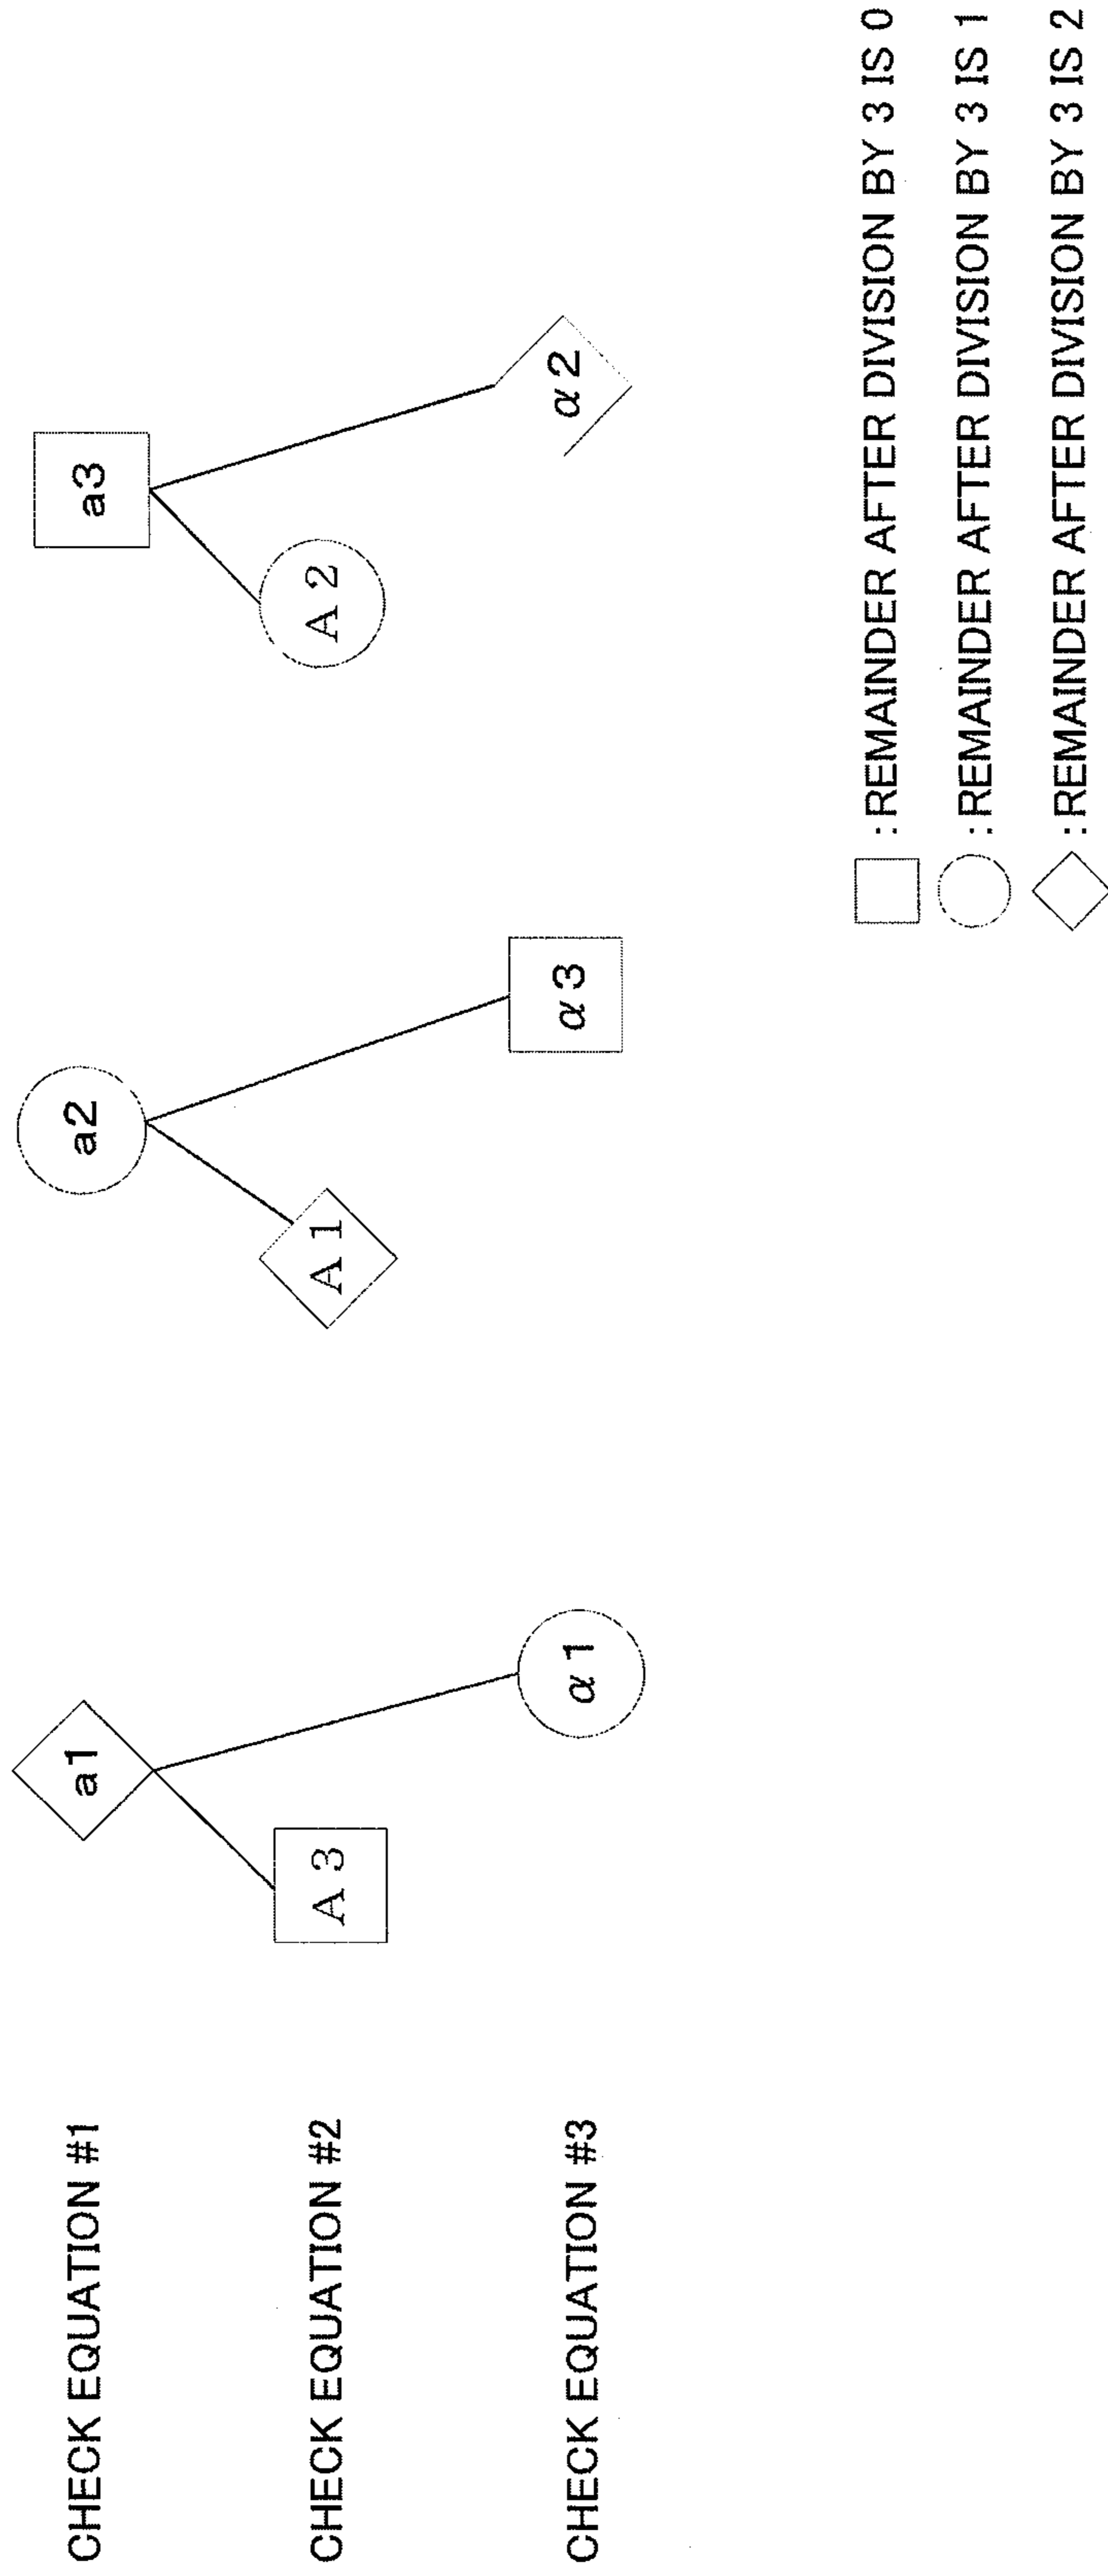 CHECK EQUATION #1
a1
a2
a3
CHECK EQUATION #2
A 3
A 1
A 2
CHECK EQUATION #3
α 1
α 3
α 2
:REMAINDER AFTER DIVISION BY 3 IS 0
:REMAINDER AFTER DIVISION BY 3 IS 1
:REMAINDER AFTER DIVISION BY 3 IS 2